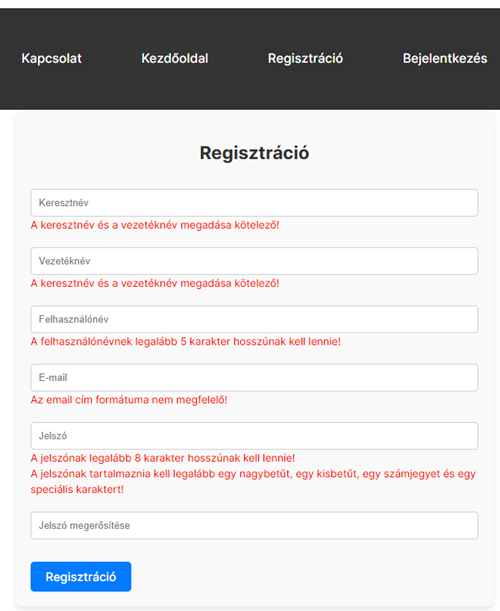 Kapcsolat Kezdőoldal Regisztráció Bejelentkezés
Regisztráció
Keresztnév
A keresztnév és a vezetéknév megadása kötelező!
Vezetéknév
A keresztnév és a vezetéknév megadása kötelező!
Felhasználónév
A felhasználónévnek legalább 5 karakter hosszúnak kell lennie!
E-mail
Az email cím formátuma nem megfelelő!
Jelszó
A jelszónak legalább 8 karakter hosszúnak kell lennie!
A jelszónak tartalmaznia kell legalább egy nagybetűt, egy kisbetűt, egy számjegyet és egy
speciális karaktert!
Jelszó megerősítése
Regisztráció